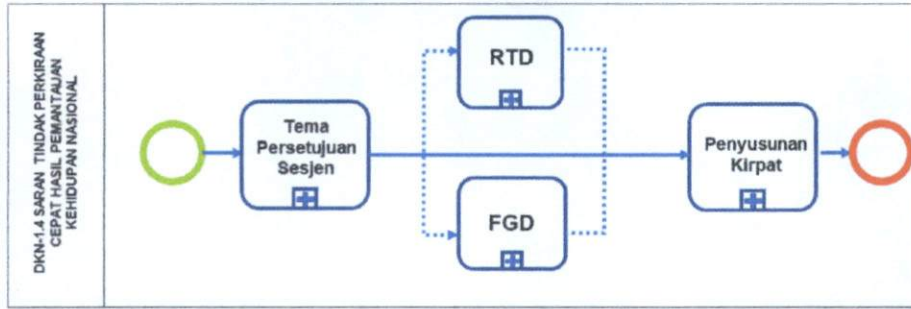 DKN-1.4 SARAN TINDAK PERKIRAAN
CEPAT HASIL PEMANTAUAN
KEHIDUPAN NASIONAL
Tema
Persetujuan
Sesjen
RTD
FGD
Penyusunan
Kirpat